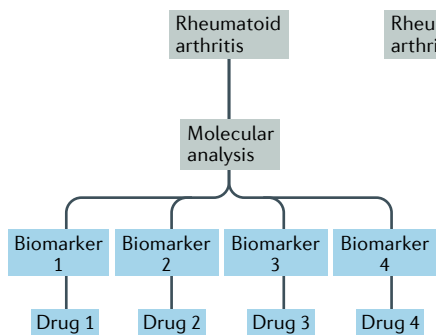 Rheumatoid
arthritis
Molecular
analysis
Biomarker
1
Biomarker
2
Biomarker
3
Biomarker
4
Drug 1
Drug 2
Drug 3
Drug 4